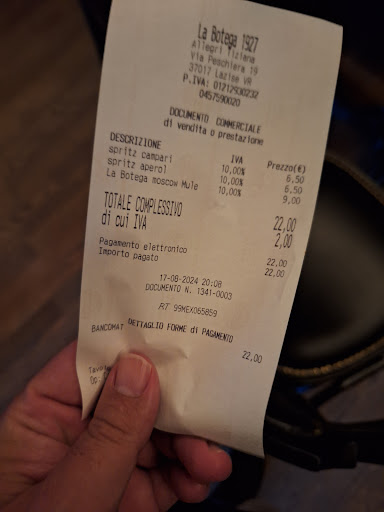 La Botega 1927
Allegri Tiziana
Via Peschiera 19
37017 Lazise VR
P.IVA: 01212930232
0457590020
DOCUMENTO COMMERCIALE
di vendita o prestazione
DESCRIZIONE IVA Prezzo(€)
spritz campari 10,00% 6,50
spritz aperol 10,00% 6,50
La Botega moscow Mule 10,00% 9,00
TOTALE COMPLESSIVO 22,00
di cui IVA 2,00
Pagamento elettronico 22,00
Importo pagato 22,00
17-08-2024 20:08
DOCUMENTO N. 1341-0003
RT 99MEX065859
DETTAGLIO FORME di PAGAMENTO
BANCOMAT 22,00